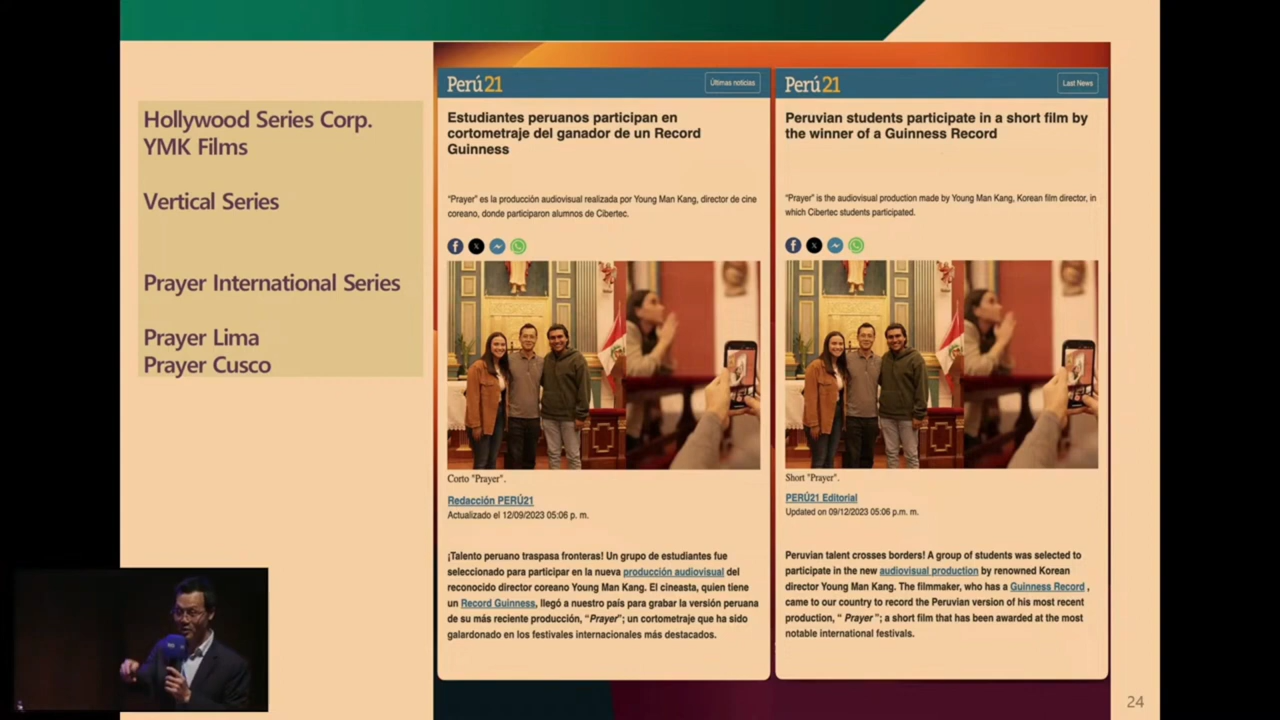 Hollywood Series Corp.
YMK Films
Vertical Series
Prayer International Series
Prayer Lima
Prayer Cusco
Perú21
Últimas noticias
Estudiantes peruanos participan en
cortometraje del ganador de un Record
Guinness
"Prayer" es la producción audiovisual realizada por Young Man Kang, director de cine
coreano, donde participaron alumnos de Cibertec.
Corto "Prayer".
Redacción PERÚ21
Actualizado el 12/09/2023 05:06 p. m.
¡Talento peruano traspasa fronteras! Un grupo de estudiantes fue
seleccionado para participar en la nueva producción audiovisual del
reconocido director coreano Young Man Kang. El cineasta, quien tiene
un Record Guinness, llegó a nuestro país para grabar la versión peruana
de su más reciente producción, "Prayer"; un cortometraje que ha sido
galardonado en los festivales internacionales más destacados.
Perú21
Last News
Peruvian students participate in a short film by
the winner of a Guinness Record
"Prayer" is the audiovisual production made by Young Man Kang, Korean film director, in
which Cibertec students participated.
Short "Prayer".
PERÚ21 Editorial
Updated on 09/12/2023 05:06 p.m. m.
Peruvian talent crosses borders! A group of students was selected to
participate in the new audiovisual production by renowned Korean
director Young Man Kang. The filmmaker, who has a Guinness Record ,
came to our country to record the Peruvian version of his most recent
production, " Prayer "; a short film that has been awarded at the most
notable international festivals.
24